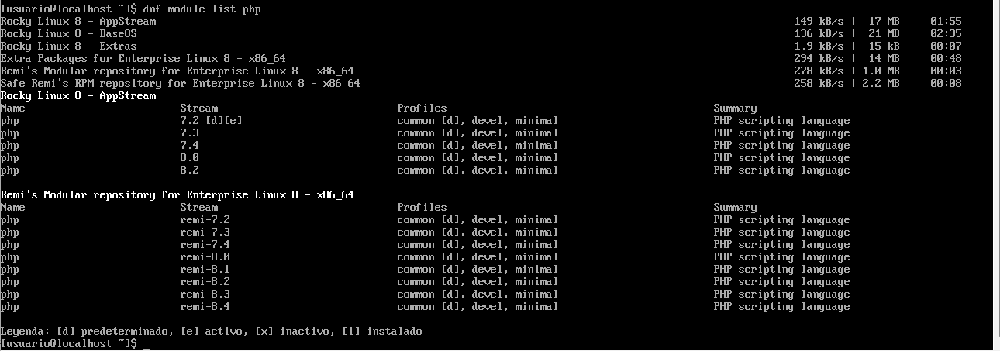 [usuario@localhost ~]$ dnf module list php
Rocky Linux 8 - AppStream 149 kB/s | 17 MB 01:55
Rocky Linux 8 - BaseOS 136 kB/s | 21 MB 02:35
Rocky Linux 8 - Extras 1.9 kB/s | 15 kB 00:07
Extra Packages for Enterprise Linux 8 - x86_64 294 kB/s | 14 MB 00:48
Remi's Modular repository for Enterprise Linux 8 - x86_64 278 kB/s | 1.0 MB 00:03
Safe Remi's RPM repository for Enterprise Linux 8 - x86_64 258 kB/s | 2.2 MB 00:08
Rocky Linux 8 - AppStream
Name Stream Profiles Summary
php 7.2 [d][e] common [d], devel, minimal PHP scripting language
php 7.3 common [d], devel, minimal PHP scripting language
php 7.4 common [d], devel, minimal PHP scripting language
php 8.0 common [d], devel, minimal PHP scripting language
php 8.2 common [d], devel, minimal PHP scripting language
Remi's Modular repository for Enterprise Linux 8 - x86_64
Name Stream Profiles Summary
php remi-7.2 common [d], devel, minimal PHP scripting language
php remi-7.3 common [d], devel, minimal PHP scripting language
php remi-7.4 common [d], devel, minimal PHP scripting language
php remi-8.0 common [d], devel, minimal PHP scripting language
php remi-8.1 common [d], devel, minimal PHP scripting language
php remi-8.2 common [d], devel, minimal PHP scripting language
php remi-8.3 common [d], devel, minimal PHP scripting language
php remi-8.4 common [d], devel, minimal PHP scripting language
Leyenda: [d] predeterminado, [e] activo, [x] inactivo, [i] instalado
[usuario@localhost ~]$ _